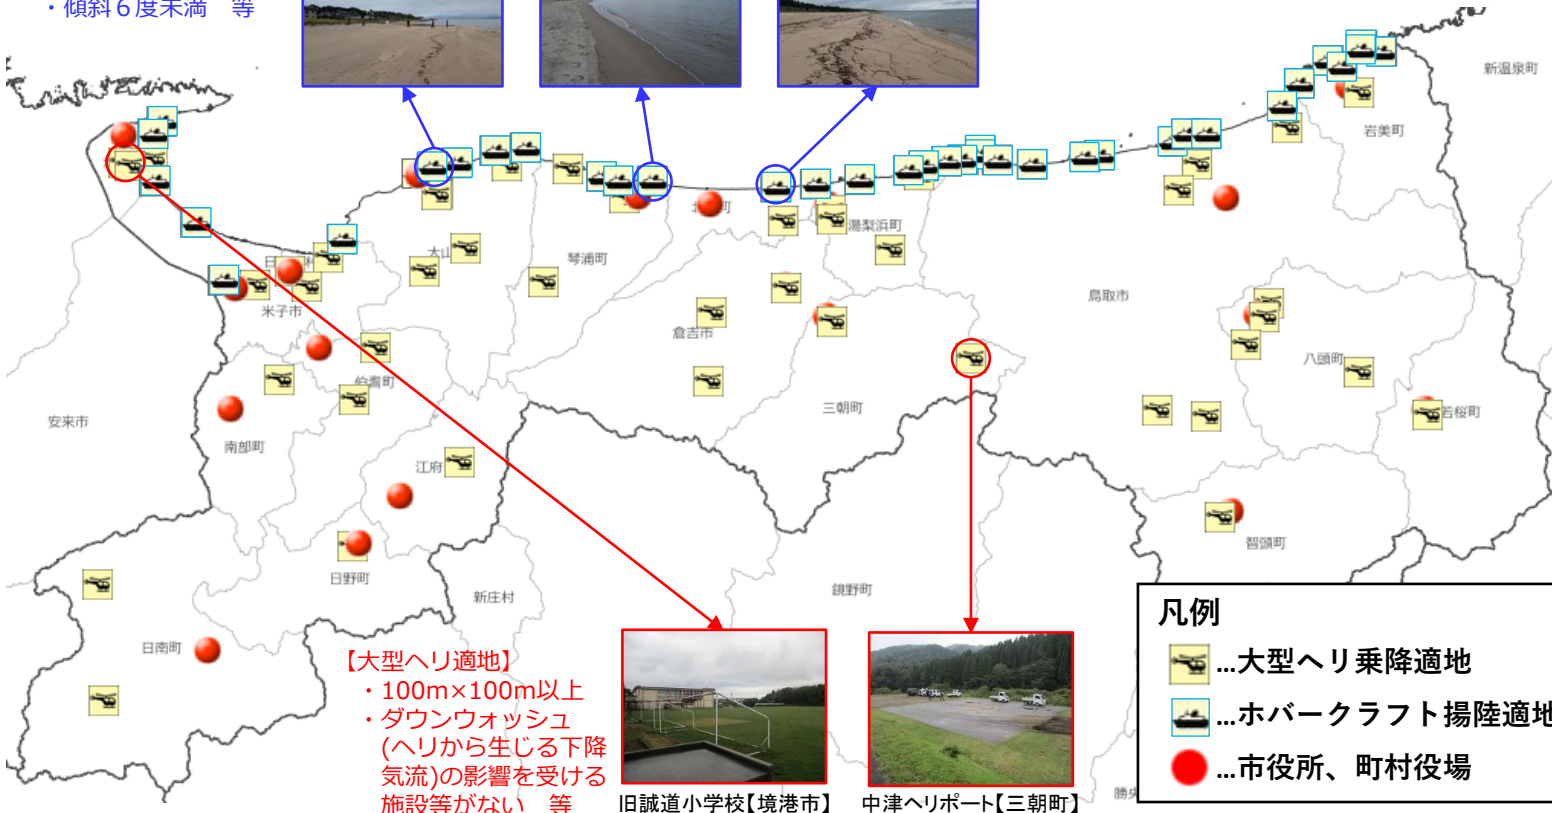 ・傾斜６度未満　等
新温泉町
岩美町
湯梨浜町
琴浦町
鳥取市
米子市
倉吉市
八頭町
伯耆町
三朝町
若桜町
安来市
南部町
江府
智頭町
日野町
鏡野町
新庄村
日南町
【大型ヘリ適地】
・100m×100m以上
・ダウンウォッシュ
(ヘリから生じる下降
気流)の影響を受ける
施設等がない　等
旧誠道小学校【境港市】
中津ヘリポート【三朝町】
凡例
…大型ヘリ乗降適地
…ホバークラフト揚陸適地
…市役所、町村役場